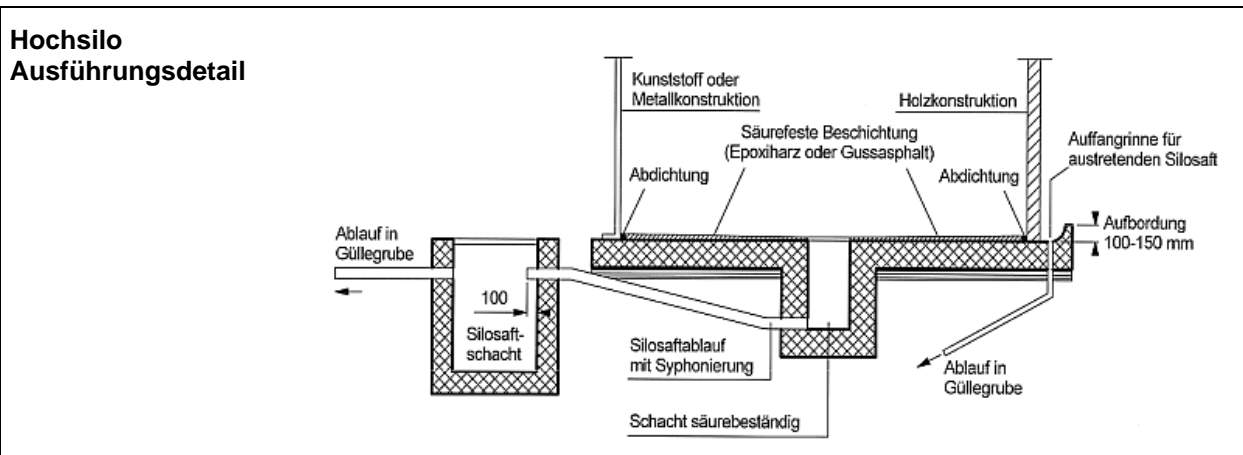 Hochsilo
Ausführungsdetail
Kunststoff oder
Metallkonstruktion
Holzkonstruktion
Säurefeste Beschichtung
(Epoxiharz oder Gussasphalt)
Auffangrinne für
austretenden Silosaft
Abdichtung
Abdichtung
Aufbordung
100-150 mm
Ablauf in
Güllegrube
100
Silosaft-
schacht
Silosaftablauf
mit Syphonierung
Ablauf in
Güllegrube
Schacht säurebeständig